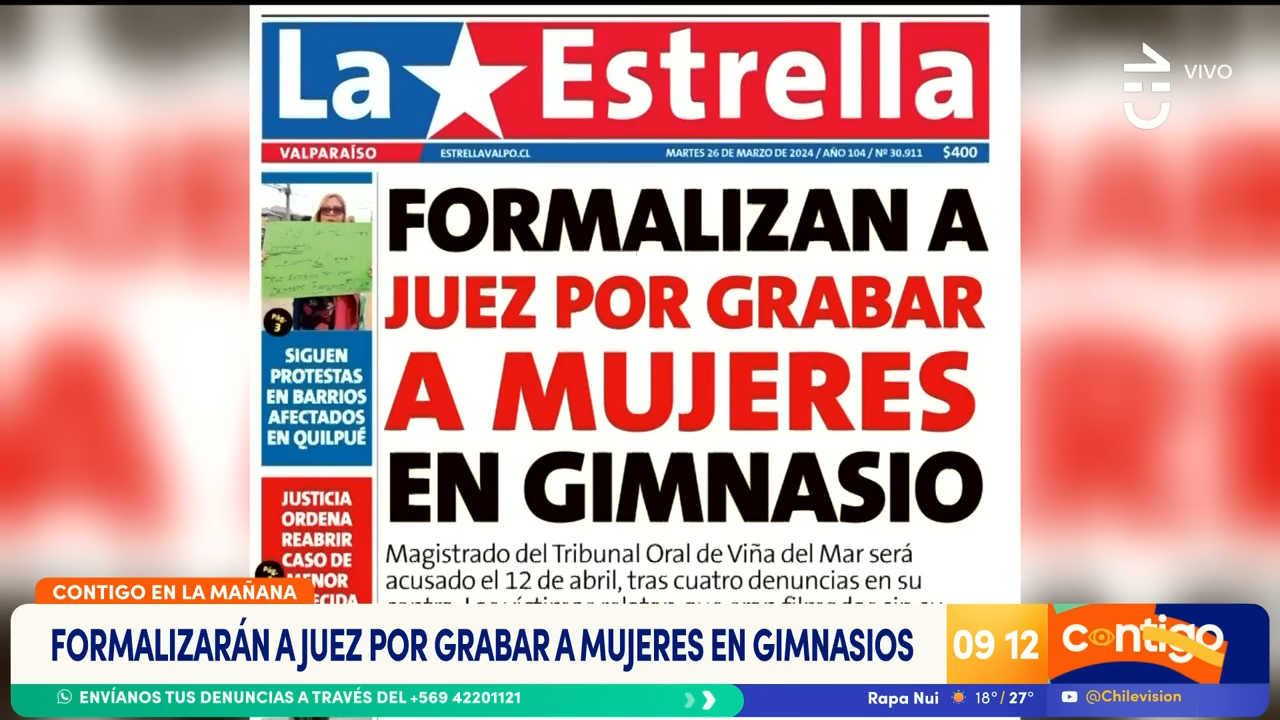 La Estrella
VALPARAÍSO
ESTRELLAVALPO.CL
MARTES 26 DE MARZO DE 2024 / AÑO 104 / Nº 30.911
$400
CHV VIVO
FORMALIZAN A
JUEZ POR GRABAR
A MUJERES
EN GIMNASIO
Magistrado del Tribunal Oral de Viña del Mar será
acusado el 12 de abril, tras cuatro denuncias en su
PÁG.
3
SIGUEN
PROTESTAS
EN BARRIOS
AFECTADOS
EN QUILPUÉ
JUSTICIA
ORDENA
REABRIR
CASO DE
MENOR
CONTIGO EN LA MAÑANA
FORMALIZARÁN A JUEZ POR GRABAR A MUJERES EN GIMNASIOS
09 12
contigo
ENVÍANOS TUS DENUNCIAS A TRAVÉS DEL +569 42201121
Rapa Nui 18°/ 27°
@Chilevision